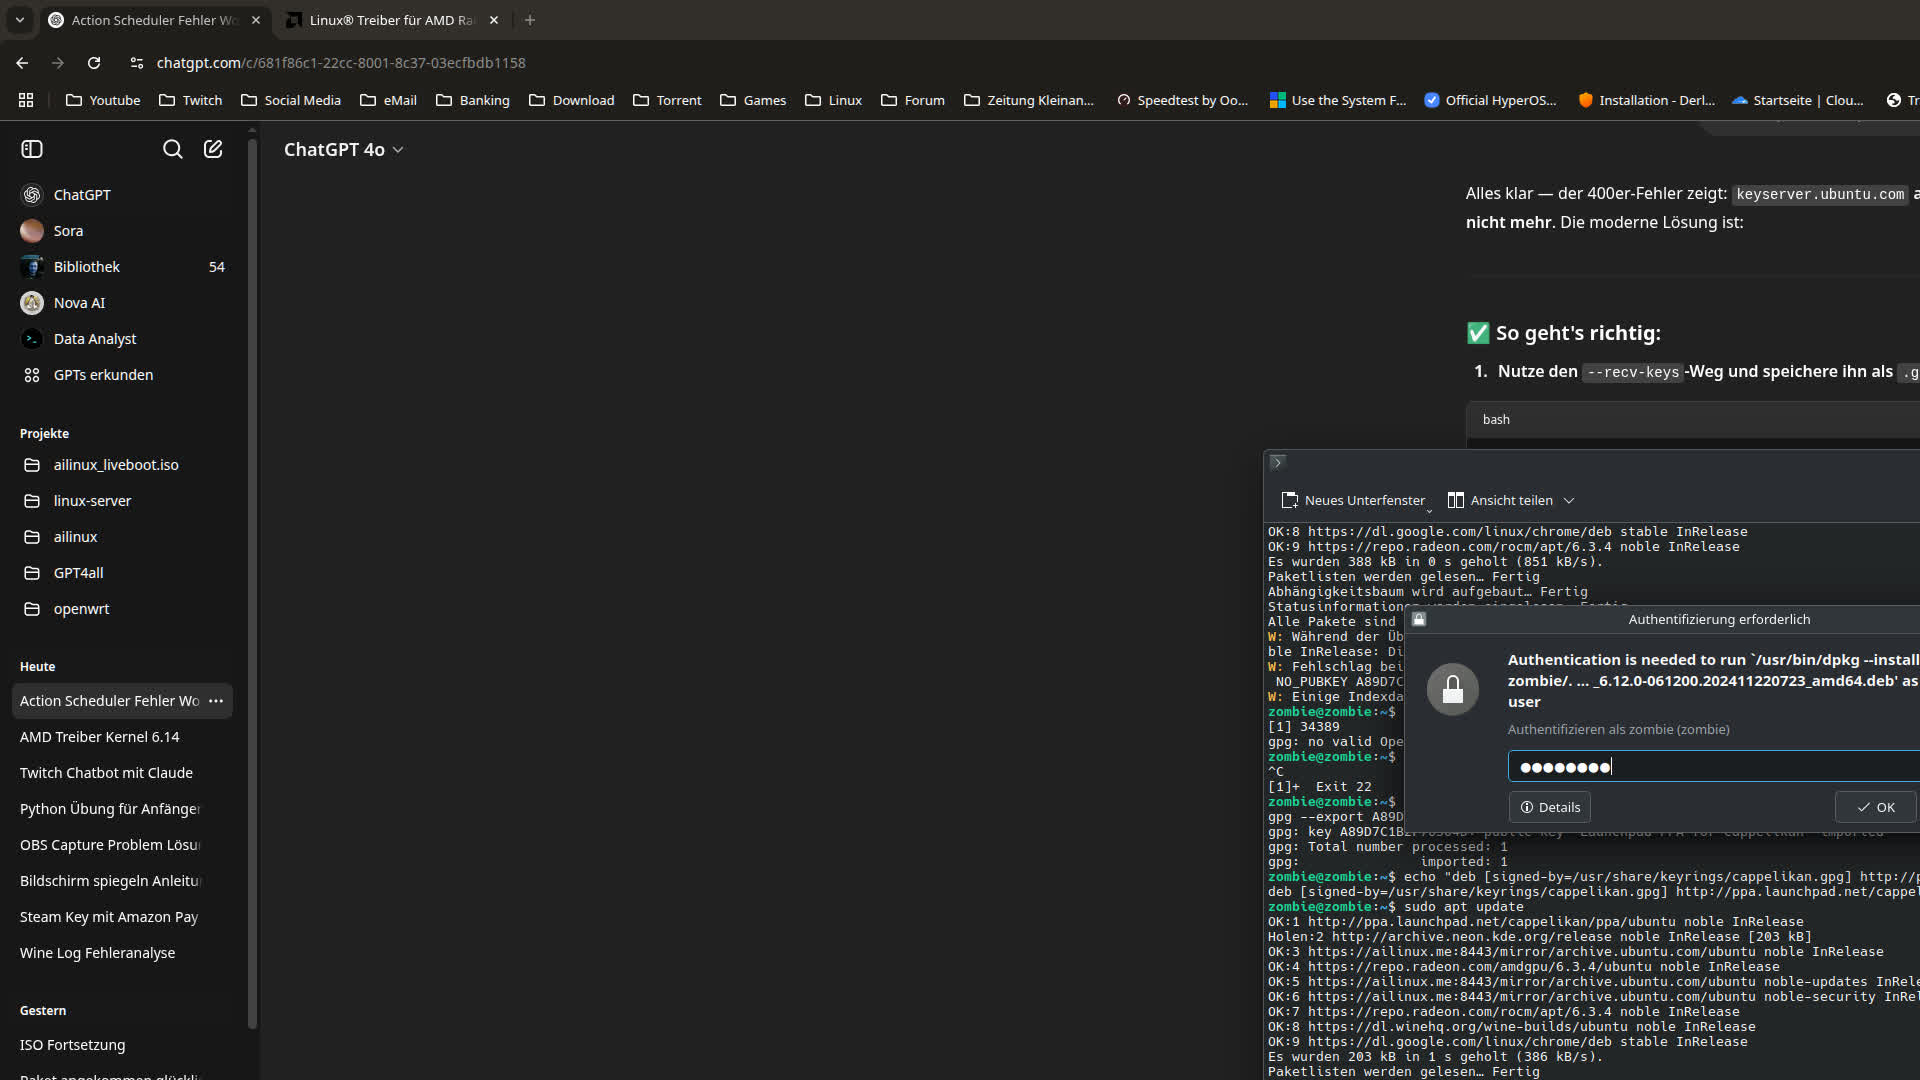 Action Scheduler Fehler Wo
Linux® Treiber für AMD Ra
chatgpt.com/c/681f86c1-22cc-8001-8c37-03ecfbdb1158
Youtube
Twitch
Social Media
eMail
Banking
Download
Torrent
Games
Linux
Forum
Zeitung Kleinan...
Speedtest by Oo...
Use the System F...
Official HyperOS...
Installation - Derl...
Startseite | Clou...
Tr
ChatGPT 4o
ChatGPT
Sora
Bibliothek 54
Nova AI
Data Analyst
GPTs erkunden
Projekte
ailinux_liveboot.iso
linux-server
ailinux
GPT4all
openwrt
Heute
Action Scheduler Fehler Wo
AMD Treiber Kernel 6.14
Twitch Chatbot mit Claude
Python Übung für Anfänger
OBS Capture Problem Lösu
Bildschirm spiegeln Anleitu
Steam Key mit Amazon Pay
Wine Log Fehleranalyse
Gestern
ISO Fortsetzung
Alles klar — der 400er-Fehler zeigt: keyserver.ubuntu.com a
nicht mehr. Die moderne Lösung ist:
✅ So geht's richtig:
1. Nutze den --recv-keys-Weg und speichere ihn als .g
bash
Neues Unterfenster
Ansicht teilen
OK:8 https://dl.google.com/linux/chrome/deb stable InRelease
OK:9 https://repo.radeon.com/rocm/apt/6.3.4 noble InRelease
Es wurden 388 kB in 0 s geholt (851 kB/s).
Paketlisten werden gelesen… Fertig
Abhängigkeitsbaum wird aufgebaut… Fertig
Statusinformationen werden eingelesen… Fertig
Alle Pakete sind
W: Während der Üb
ble InRelease: Di
W: Fehlschlag bei
NO_PUBKEY A89D7C
W: Einige Indexda
zombie@zombie:~$
[1] 34389
gpg: no valid Ope
zombie@zombie:~$
^C
[1]+  Exit 22
zombie@zombie:~$
gpg --export A89D
gpg: key A89D7C1B2
gpg: Total number processed: 1
gpg:               imported: 1
zombie@zombie:~$ echo "deb [signed-by=/usr/share/keyrings/cappelikan.gpg] http://p
deb [signed-by=/usr/share/keyrings/cappelikan.gpg] http://ppa.launchpad.net/cappel
zombie@zombie:~$ sudo apt update
OK:1 http://ppa.launchpad.net/cappelikan/ppa/ubuntu noble InRelease
Holen:2 http://archive.neon.kde.org/release noble InRelease [203 kB]
OK:3 https://ailinux.me:8443/mirror/archive.ubuntu.com/ubuntu noble InRelease
OK:4 https://repo.radeon.com/amdgpu/6.3.4/ubuntu noble InRelease
OK:5 https://ailinux.me:8443/mirror/archive.ubuntu.com/ubuntu noble-updates InRele
OK:6 https://ailinux.me:8443/mirror/archive.ubuntu.com/ubuntu noble-security InRel
OK:7 https://repo.radeon.com/rocm/apt/6.3.4 noble InRelease
OK:8 https://dl.winehq.org/wine-builds/ubuntu noble InRelease
OK:9 https://dl.google.com/linux/chrome/deb stable InRelease
Es wurden 203 kB in 1 s geholt (386 kB/s).
Paketlisten werden gelesen… Fertig
Authentifizierung erforderlich
Authentication is needed to run `/usr/bin/dpkg --install
zombie/. ... _6.12.0-061200.202411220723_amd64.deb' as
user
Authentifizieren als zombie (zombie)
●●●●●●●●
Details
OK